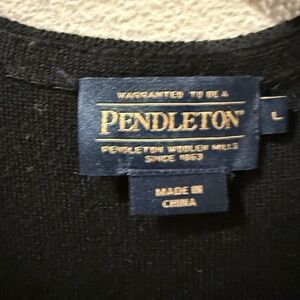 WARRANTED TO BE A
PENDLETON®
L
PENDLETON WOOLEN MILLS
SINCE 1863
MADE IN
CHINA